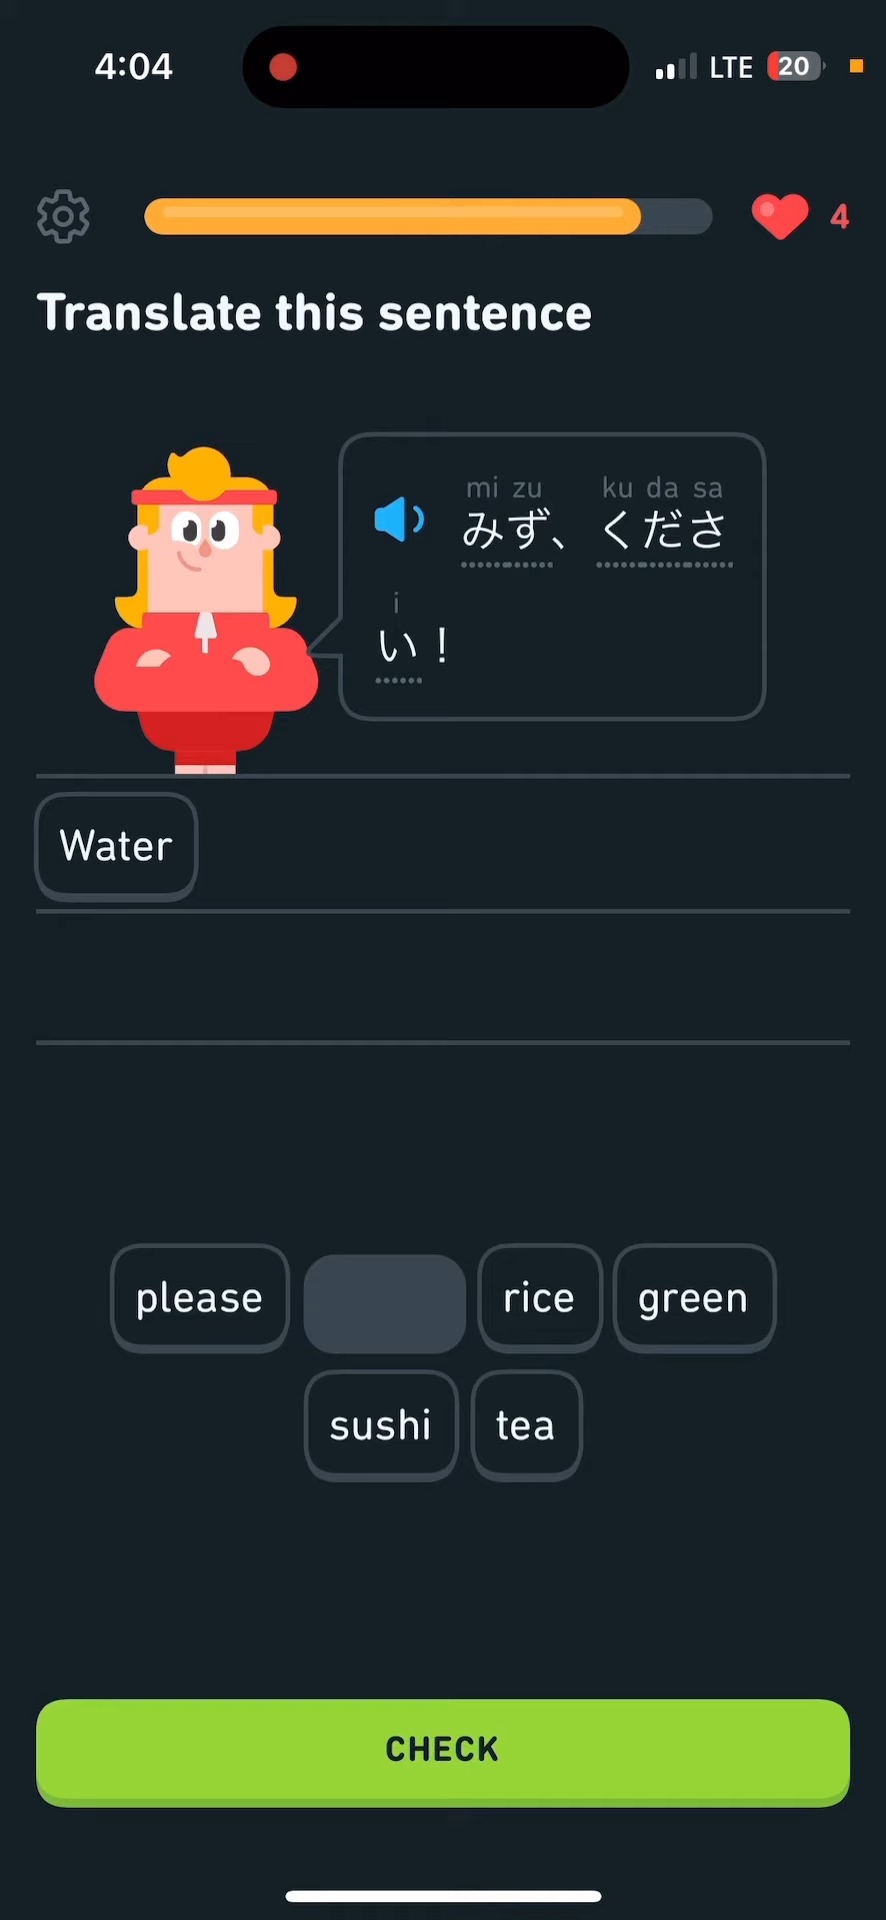 4:04 LTE 20
4
Translate this sentence
mi zu ku da sa
みず、くださ
i
い！
Water
please rice green
sushi tea
CHECK